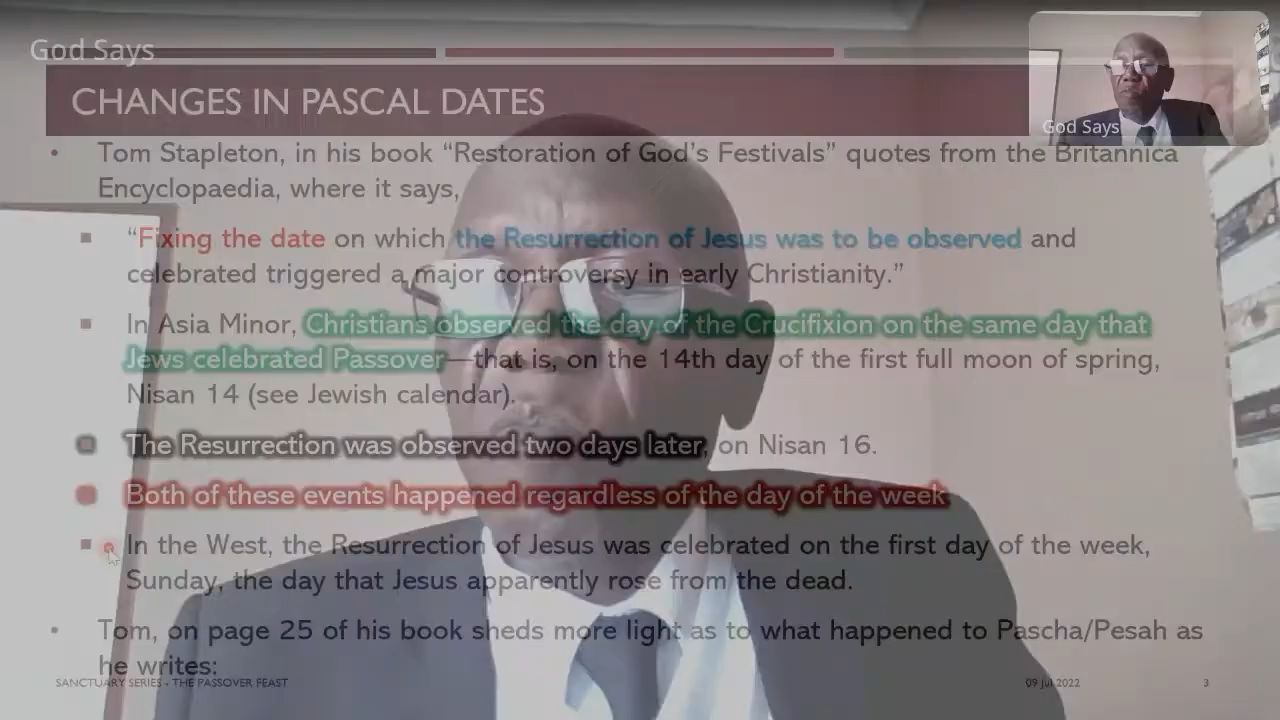 God Says
CHANGES IN PASCAL DATES
God Says
• Tom Stapleton, in his book “Restoration of God’s Festivals” quotes from the Britannica
Encyclopaedia, where it says,
▪ “Fixing the date on which the Resurrection of Jesus was to be observed and
celebrated triggered a major controversy in early Christianity.”
▪ In Asia Minor, Christians observed the day of the Crucifixion on the same day that
Jews celebrated Passover—that is, on the 14th day of the first full moon of spring,
Nisan 14 (see Jewish calendar).
▪ The Resurrection was observed two days later, on Nisan 16.
▪ Both of these events happened regardless of the day of the week
▪ In the West, the Resurrection of Jesus was celebrated on the first day of the week,
Sunday, the day that Jesus apparently rose from the dead.
• Tom, on page 25 of his book sheds more light as to what happened to Pascha/Pesah as
he writes:
SANCTUARY SERIES - THE PASSOVER FEAST
09 Jul 2022
3